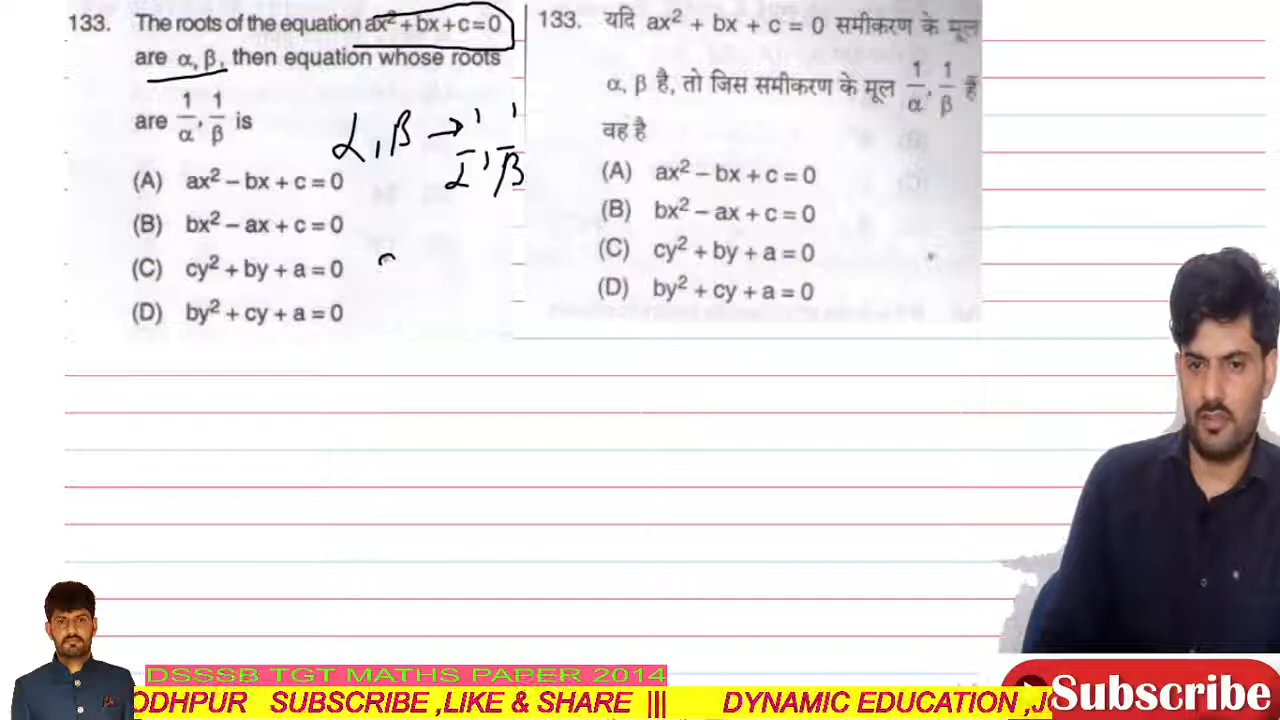 133. The roots of the equation ax² + bx + c = 0
are α, β, then equation whose roots
are 1/α, 1/β is
α, β → 1/α, 1/β
(A) ax² – bx + c = 0
(B) bx² – ax + c = 0
(C) cy² + by + a = 0
(D) by² + cy + a = 0
133. यदि ax² + bx + c = 0 समीकरण के मूल
α, β है, तो जिस समीकरण के मूल 1/α, 1/β है
वह है
(A) ax² – bx + c = 0
(B) bx² – ax + c = 0
(C) cy² + by + a = 0
(D) by² + cy + a = 0
DSSSB TGT MATHS PAPER 2014
ODHPUR SUBSCRIBE ,LIKE & SHARE ||| DYNAMIC EDUCATION ,JO
Subscribe